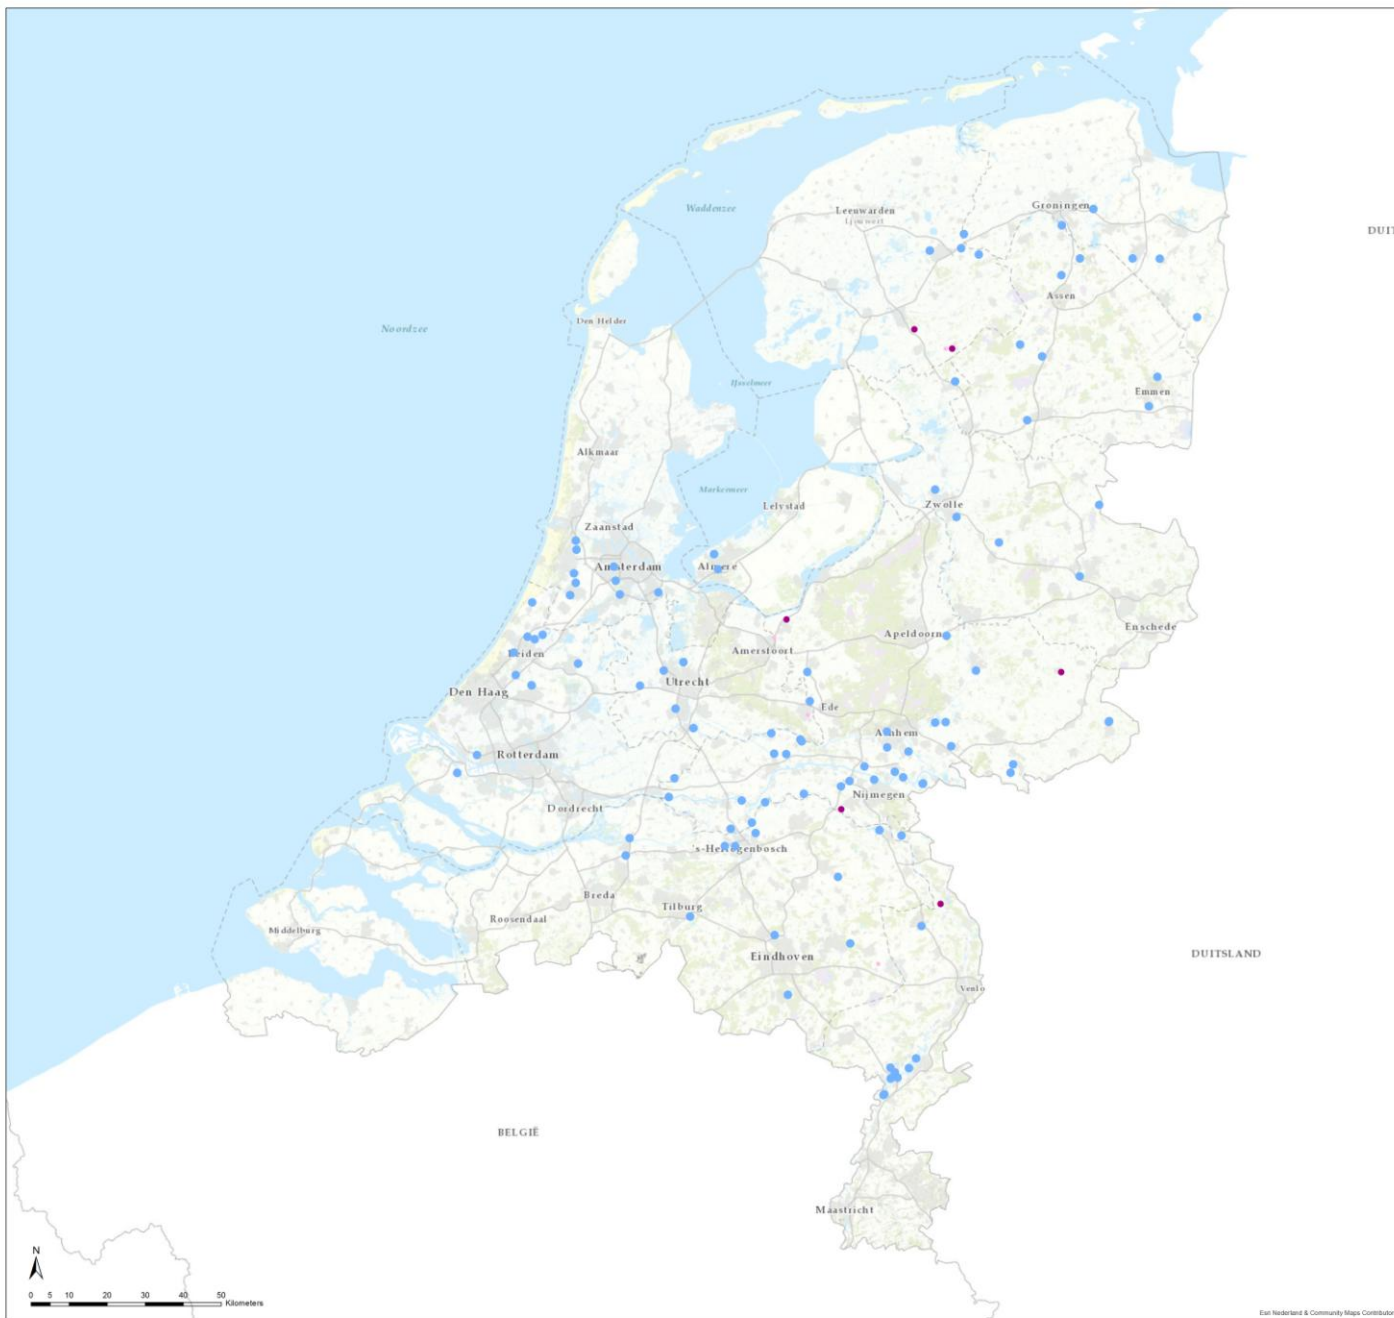 Waddenzee
Leeuwarden
Ljouwert
Groningen
DUIT
Assen
Den Helder
Noordzee
IJsselmeer
Emmen
Alkmaar
Markermeer
Lelystad
Zwolle
Zaanstad
Amsterdam
Almere
Enschede
Apeldoorn
Amersfoort
Leiden
Utrecht
Den Haag
Ede
Arnhem
Rotterdam
Nijmegen
Dordrecht
's-Hertogenbosch
Breda
Tilburg
Roosendaal
Middelburg
Eindhoven
DUITSLAND
Venlo
BELGIË
Maastricht
N
0 5 10 20 30 40 50
Kilometers
Esri Nederland & Community Maps Contributor